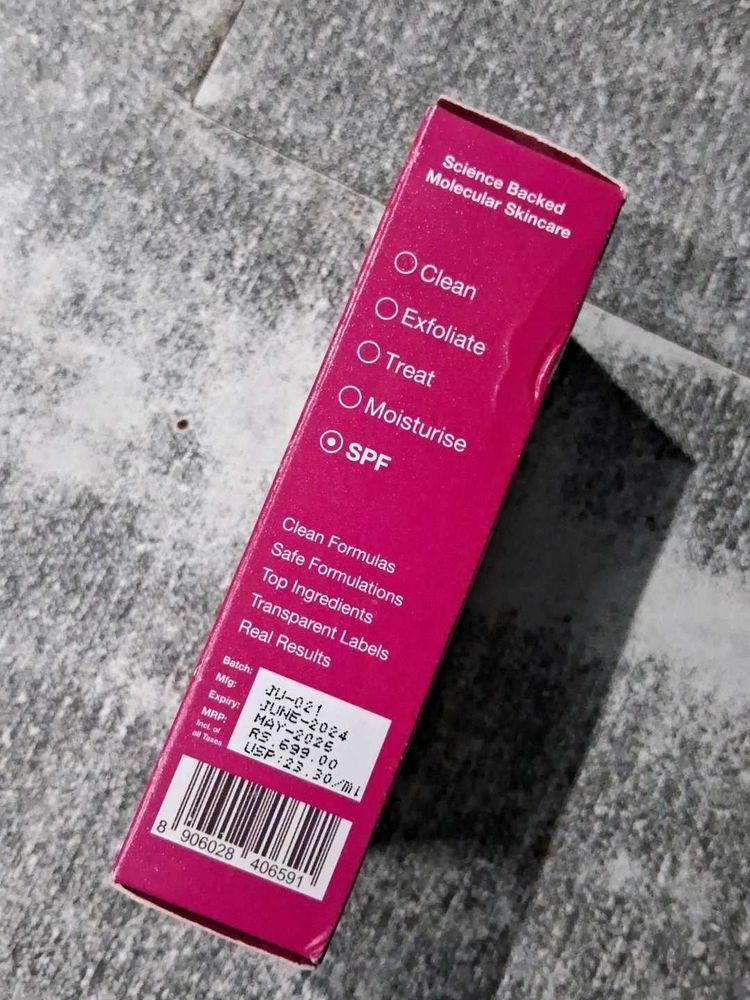 Science Backed
Molecular Skincare
Clean
Exfoliate
Treat
Moisturise
SPF
Clean Formulas
Safe Formulations
Top Ingredients
Transparent Labels
Real Results
Batch: JU-021
Mfg: JUNE-2024
Expiry: MAY-2026
MRP: RS.699.00
Incl. of
all Taxes
USP:23.30/ml
8 906028 406591